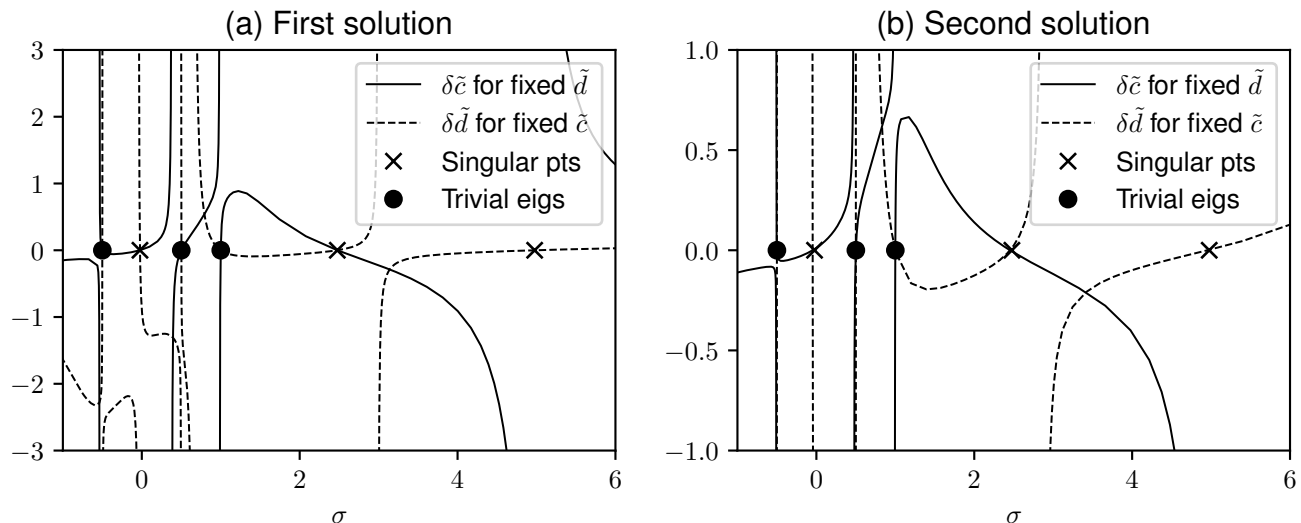 (a) First solution
3
2
1
0
−1
−2
−3
0
2
4
6
σ
δc̃ for fixed d̃
δd̃ for fixed c̃
Singular pts
Trivial eigs
(b) Second solution
1.0
0.5
0.0
−0.5
−1.0
0
2
4
6
σ
δc̃ for fixed d̃
δd̃ for fixed c̃
Singular pts
Trivial eigs